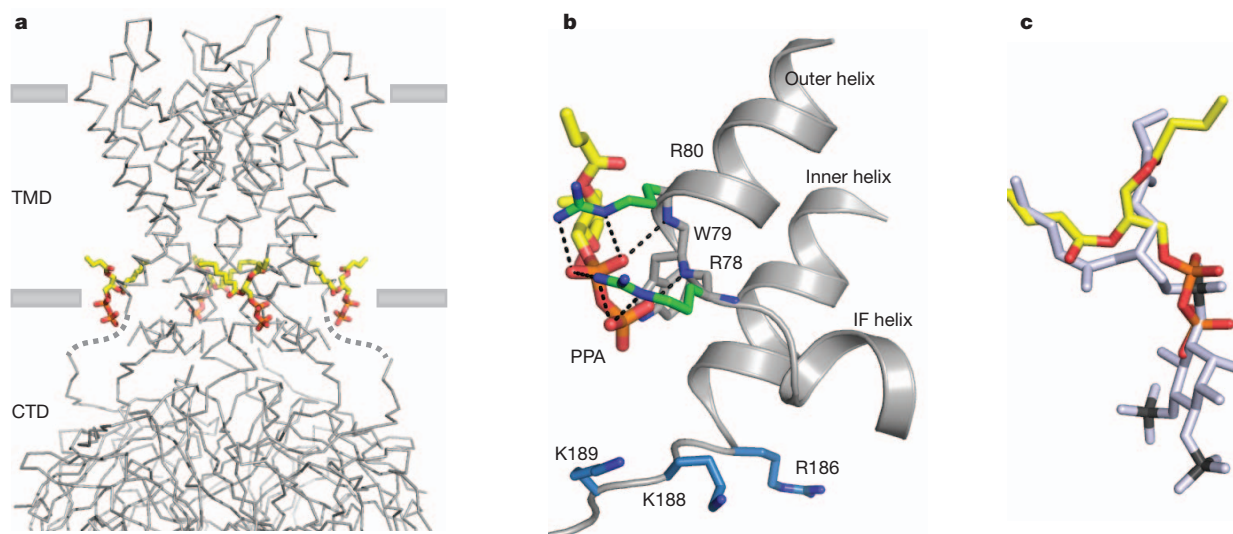 a
TMD
CTD
b
Outer helix
R80
Inner helix
W79
R78
IF helix
PPA
K189
K188
R186
c